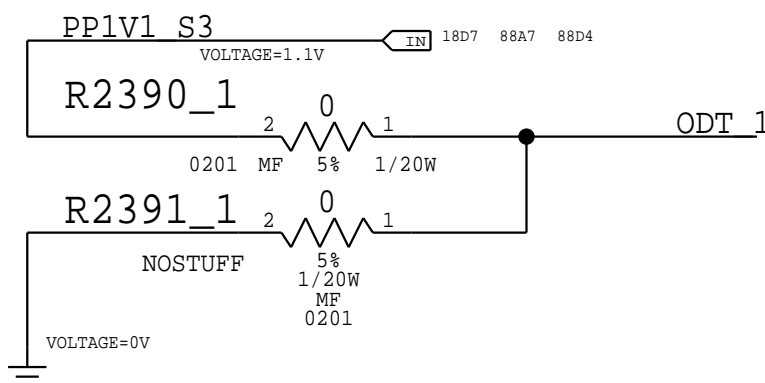 PP1V1_S3
VOLTAGE=1.1V
IN 18D7 88A7 88D4
R2390_1
0
2 1
0201 MF 5% 1/20W
ODT_1
R2391_1
0
2 1
NOSTUFF
5%
1/20W
MF
0201
VOLTAGE=0V